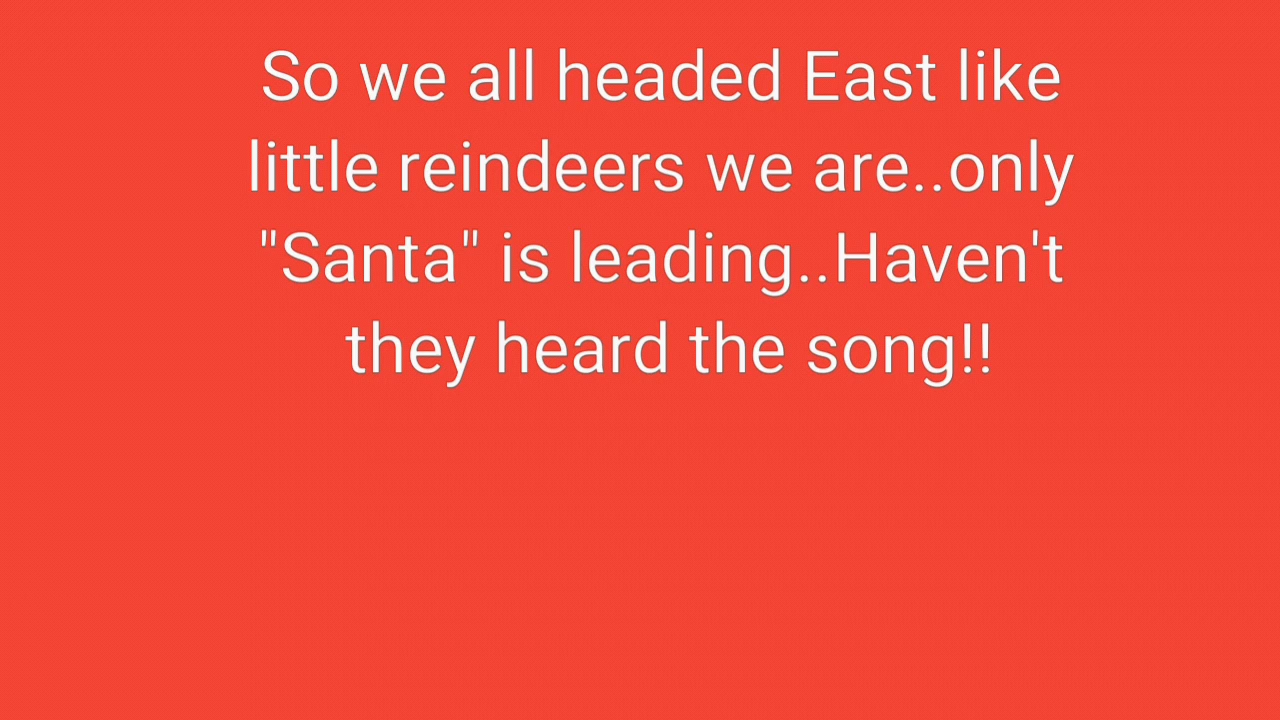 So we all headed East like
little reindeers we are..only
"Santa" is leading..Haven't
they heard the song!!